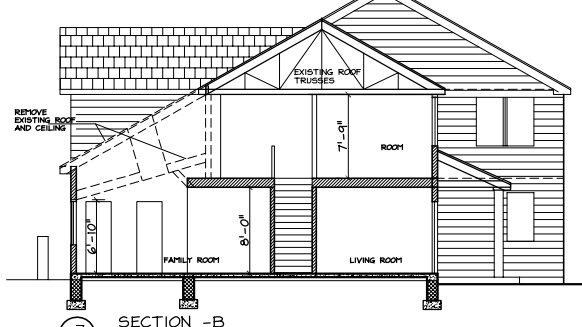 EXISTING ROOF
TRUSSES
REMOVE
EXISTING ROOF
AND CEILING
7'-9"
ROOM
6'-10"
8'-0"
FAMILY ROOM
LIVING ROOM
SECTION -B